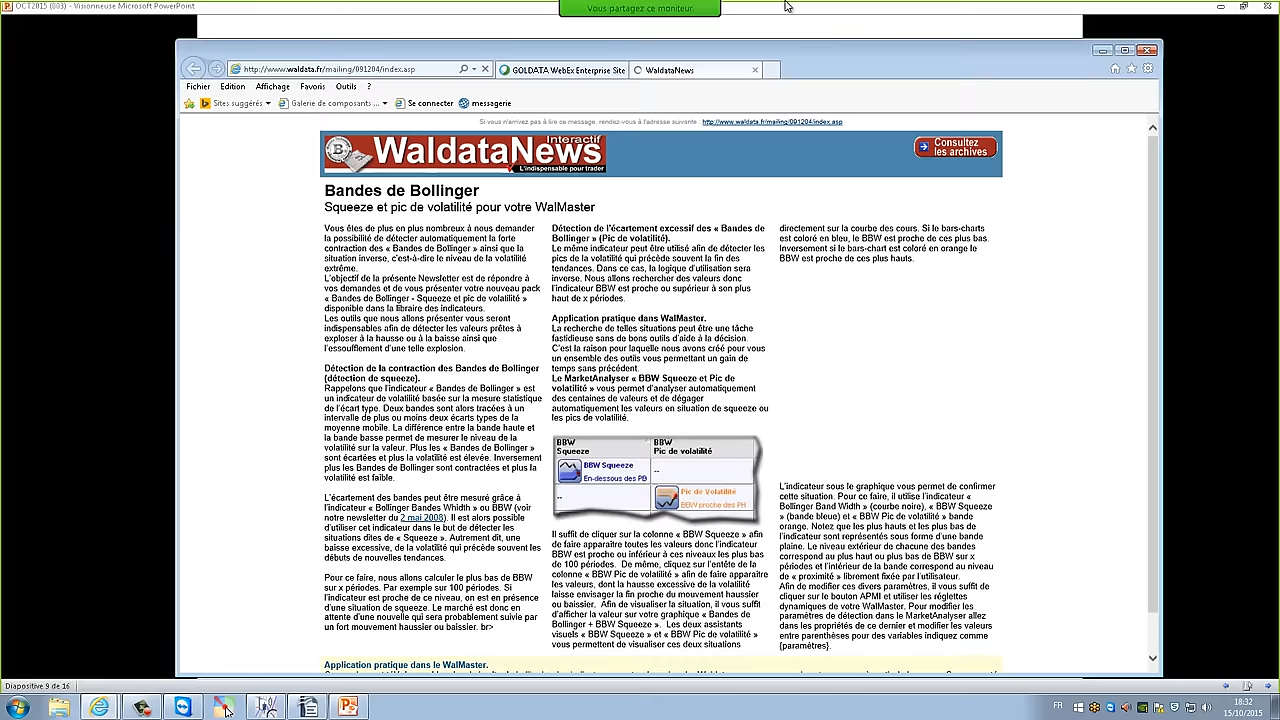 OCT2015 (003) - Visionneuse Microsoft PowerPoint
Vous partagez ce moniteur.
http://www.waldata.fr/mailing/091204/index.asp
GOLDATA WebEx Enterprise Site
WaldataNews
Fichier Edition Affichage Favoris Outils ?
Sites suggérés
Galerie de composants ...
Se connecter
messagerie
Si vous n'arrivez pas à lire ce message, rendez-vous à l'adresse suivante : http://www.waldata.fr/mailing/091204/index.asp
WaldataNews
Interactif
L'indispensable pour trader
Consultez
les archives
Bandes de Bollinger
Squeeze et pic de volatilité pour votre WalMaster
Vous êtes de plus en plus nombreux à nous demander
la possibilité de détecter automatiquement la forte
contraction des « Bandes de Bollinger » ainsi que la
situation inverse, c'est-à-dire le niveau de la volatilité
extrême.
L'objectif de la présente Newsletter est de répondre à
vos demandes et de vous présenter votre nouveau pack
« Bandes de Bollinger - Squeeze et pic de volatilité »
disponible dans la libraire des indicateurs.
Les outils que nous allons présenter vous seront
indispensables afin de détecter les valeurs prêtes à
exploser à la hausse ou à la baisse ainsi que
l'essoufflement d'une telle explosion.
Détection de la contraction des Bandes de Bollinger
(détection de squeeze).
Rappelons que l'indicateur « Bandes de Bollinger » est
un indicateur de volatilité basée sur la mesure statistique
de l'écart type. Deux bandes sont alors tracées à un
intervalle de plus ou moins deux écarts types de la
moyenne mobile. La différence entre la bande haute et
la bande basse permet de mesurer le niveau de la
volatilité sur la valeur. Plus les « Bandes de Bollinger »
sont écartées et plus la volatilité est élevée. Inversement
plus les Bandes de Bollinger sont contractées et plus la
volatilité est faible.
L'écartement des bandes peut être mesuré grâce à
l'indicateur « Bollinger Bandes Whidth » ou BBW (voir
notre newsletter du 2 mai 2008). Il est alors possible
d'utiliser cet indicateur dans le but de détecter les
situations dîtes de « Squeeze ». Autrement dit, une
baisse excessive, de la volatilité qui précède souvent les
débuts de nouvelles tendances.
Pour ce faire, nous allons calculer le plus bas de BBW
sur x périodes. Par exemple sur 100 périodes. Si
l'indicateur est proche de ce niveau, on est en présence
d'une situation de squeeze. Le marché est donc en
attente d'une nouvelle qui sera probablement suivie par
un fort mouvement haussier ou baissier. br>
Détection de l'écartement excessif des « Bandes de
Bollinger » (Pic de volatilité).
Le même indicateur peut être utilisé afin de détecter les
pics de la volatilité qui précède souvent la fin des
tendances. Dans ce cas, la logique d'utilisation sera
inverse. Nous allons rechercher des valeurs donc
l'indicateur BBW est proche ou supérieur à son plus
haut de x périodes.
Application pratique dans WalMaster.
La recherche de telles situations peut être une tâche
fastidieuse sans de bons outils d'aide à la décision.
C'est la raison pour laquelle nous avons créé pour vous
un ensemble des outils vous permettant un gain de
temps sans précédent.
Le MarketAnalyser « BBW Squeeze et Pic de
volatilité » vous permet d'analyser automatiquement
des centaines de valeurs et de dégager
automatiquement les valeurs en situation de squeeze ou
les pics de volatilité.
BBW
Squeeze
BBW
Pic de volatilité
BBW Squeeze
En-dessous des PB
--
--
Pic de Volatilité
BBW proche des PH
Il suffit de cliquer sur la colonne « BBW Squeeze » afin
de faire apparaître toutes les valeurs donc l'indicateur
BBW est proche ou inférieur à ces niveaux les plus bas
de 100 périodes. De même, cliquez sur l'entête de la
colonne « BBW Pic de volatilité » afin de faire apparaître
les valeurs, dont la hausse excessive de la volatilité
laisse envisager la fin proche du mouvement haussier
ou baissier. Afin de visualiser la situation, il vous suffit
d'afficher la valeur sur votre graphique « Bandes de
Bollinger + BBW Squeeze ». Les deux assistants
visuels « BBW Squeeze » et « BBW Pic de volatilité »
vous permettent de visualiser ces deux situations
directement sur la courbe des cours. Si le bars-charts
est coloré en bleu, le BBW est proche de ces plus bas.
Inversement si le bars-chart est coloré en orange le
BBW est proche de ces plus hauts.
L'indicateur sous le graphique vous permet de confirmer
cette situation. Pour ce faire, il utilise l'indicateur «
Bollinger Band Width » (courbe noire), « BBW Squeeze
» (bande bleue) et « BBW Pic de volatilité » bande
orange. Notez que les plus hauts et les plus bas de
l'indicateur sont représentés sous forme d'une bande
pleine. Le niveau extérieur de chacune des bandes
correspond au plus haut ou plus bas de BBW sur x
périodes et l'intérieur de la bande correspond au niveau
de « proximité » librement fixée par l'utilisateur.
Afin de modifier ces divers paramètres, il vous suffit de
cliquer sur le bouton APMI et utiliser les réglettes
dynamiques de votre WalMaster. Pour modifier les
paramètres de détection dans le MarketAnalyser allez
dans les propriétés de ce dernier et modifier les valeurs
entre parenthèses pour des variables indiquez comme
{paramètres}.
Application pratique dans le WalMaster.
Diapositive 9 de 16
FR
18:32
15/10/2015